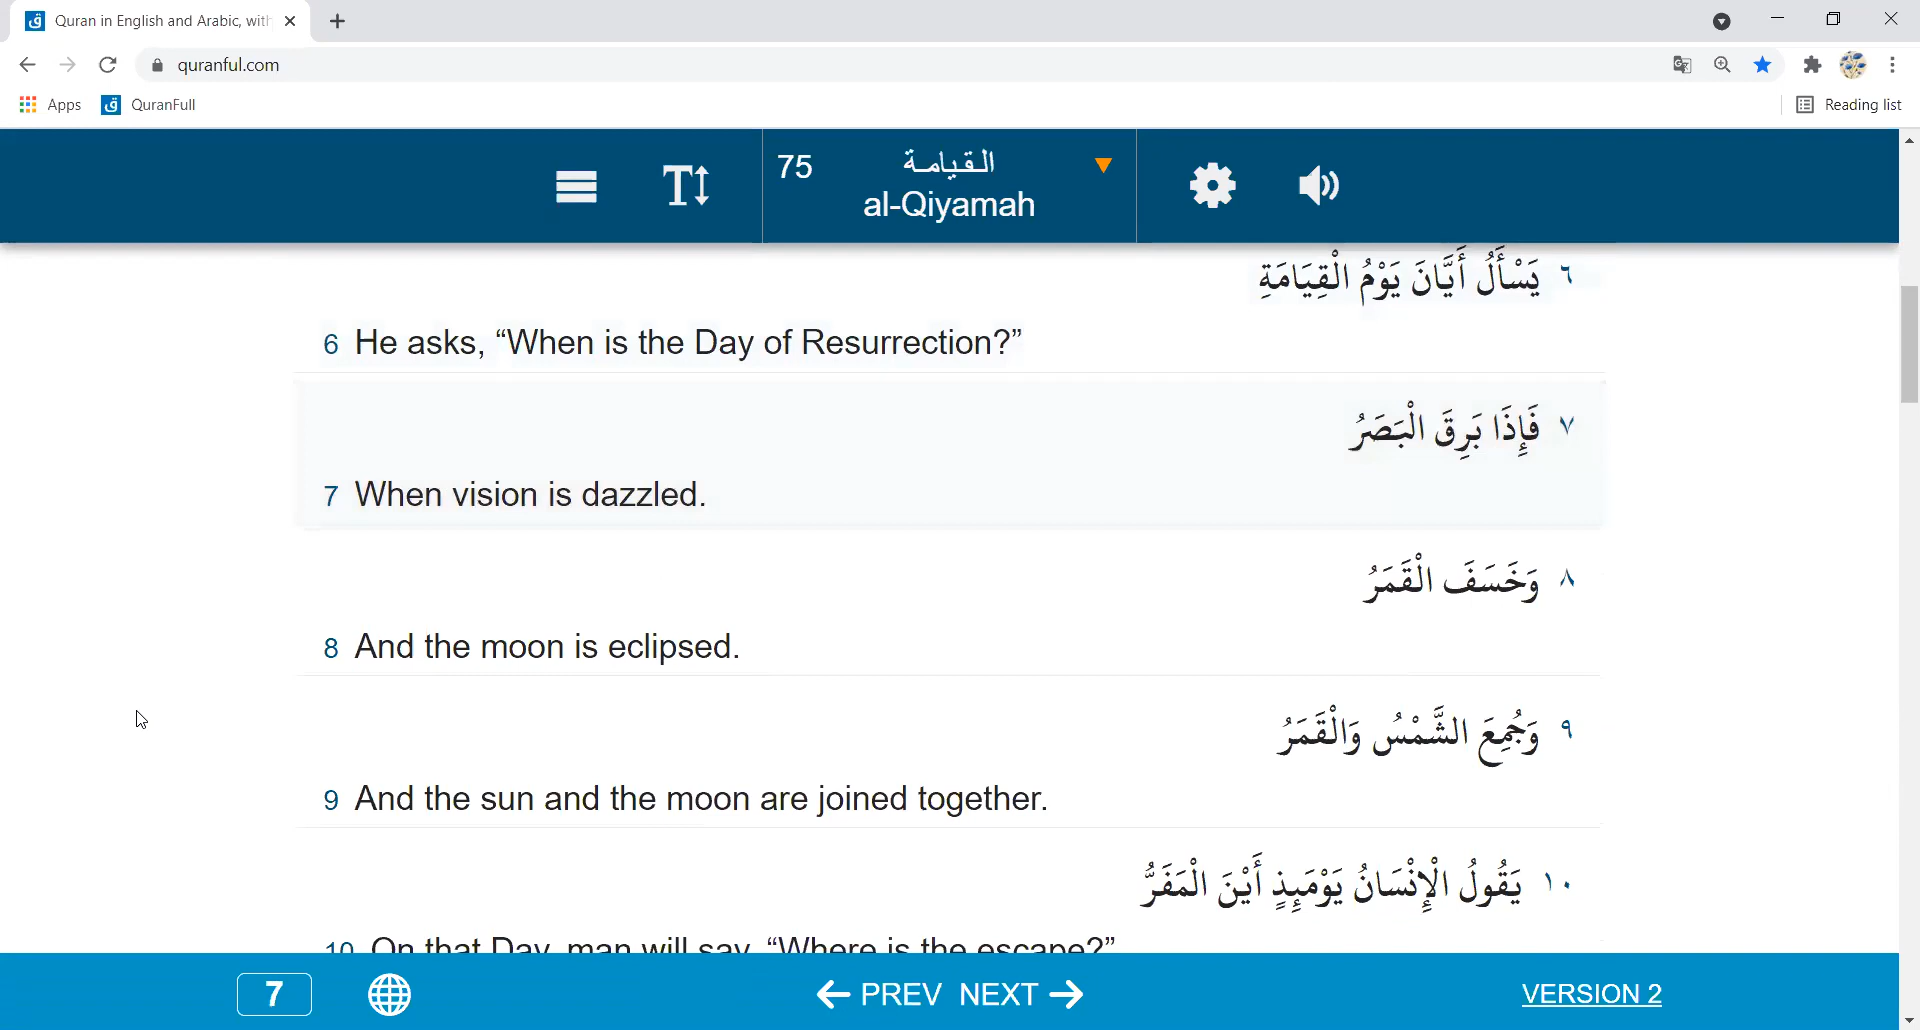 Quran in English and Arabic, with
quranful.com
Apps
QuranFull
Reading list
75
القيامة
al-Qiyamah
٦ يَسْأَلُ أَيَّانَ يَوْمُ الْقِيَامَةِ
6 He asks, “When is the Day of Resurrection?”
٧ فَإِذَا بَرِقَ الْبَصَرُ
7 When vision is dazzled.
٨ وَخَسَفَ الْقَمَرُ
8 And the moon is eclipsed.
٩ وَجُمِعَ الشَّمْسُ وَالْقَمَرُ
9 And the sun and the moon are joined together.
١٠ يَقُولُ الْإِنْسَانُ يَوْمَئِذٍ أَيْنَ الْمَفَرُّ
10 On that Day, man will say, “Where is the escape?”
7
PREV NEXT
VERSION 2